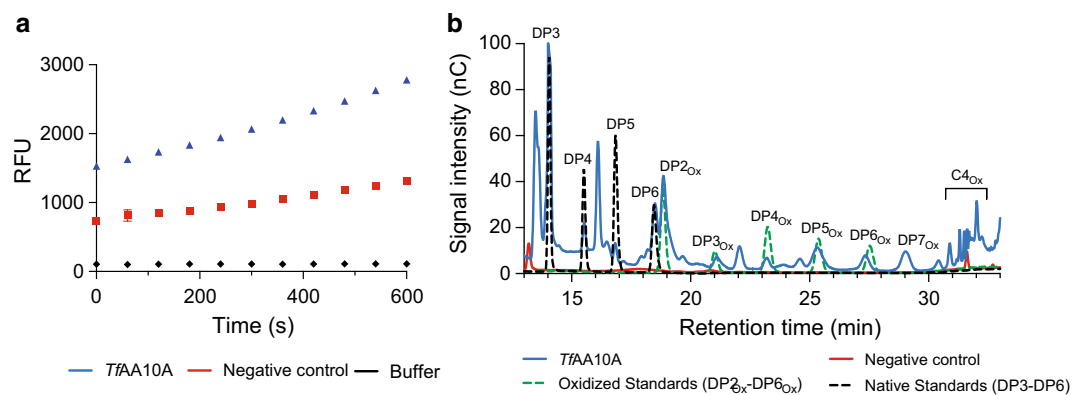 a
3000
2000
1000
0
RFU
0
200
400
600
Time (s)
TfAA10A
Negative control
Buffer
b
100
80
60
40
20
0
Signal intensity (nC)
DP3
DP4
DP5
DP6
DP2Ox
DP3Ox
DP4Ox
DP5Ox
DP6Ox
DP7Ox
C4Ox
15
20
25
30
Retention time (min)
TfAA10A
Negative control
Oxidized Standards (DP2Ox-DP6Ox)
Native Standards (DP3-DP6)